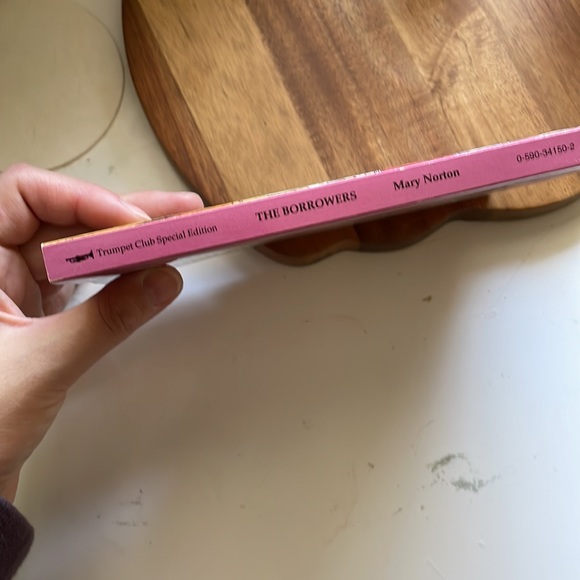 Trumpet Club Special Edition THE BORROWERS Mary Norton 0-590-34150-2